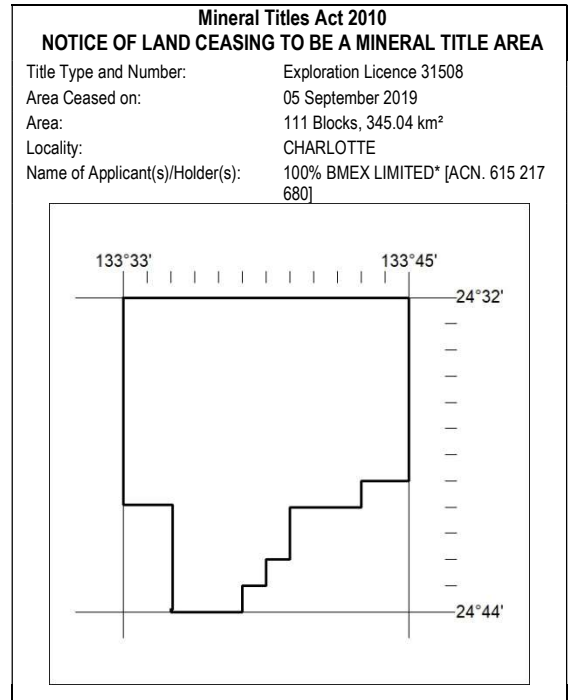 Mineral Titles Act 2010
NOTICE OF LAND CEASING TO BE A MINERAL TITLE AREA
Title Type and Number: Exploration Licence 31508
Area Ceased on: 05 September 2019
Area: 111 Blocks, 345.04 km²
Locality: CHARLOTTE
Name of Applicant(s)/Holder(s): 100% BMEX LIMITED* [ACN. 615 217
680]
133°33' 133°45'
24°32'
24°44'